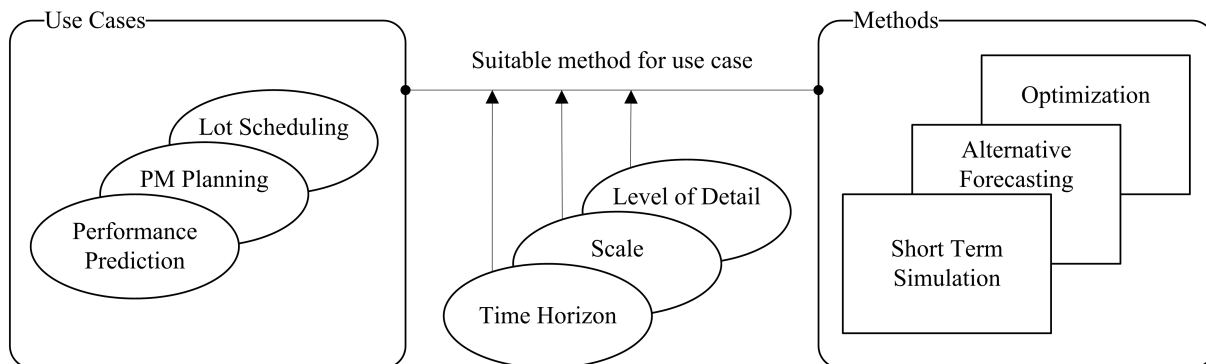 Use Cases
Lot Scheduling
PM Planning
Performance
Prediction
Suitable method for use case
Level of Detail
Scale
Time Horizon
Methods
Optimization
Alternative
Forecasting
Short Term
Simulation